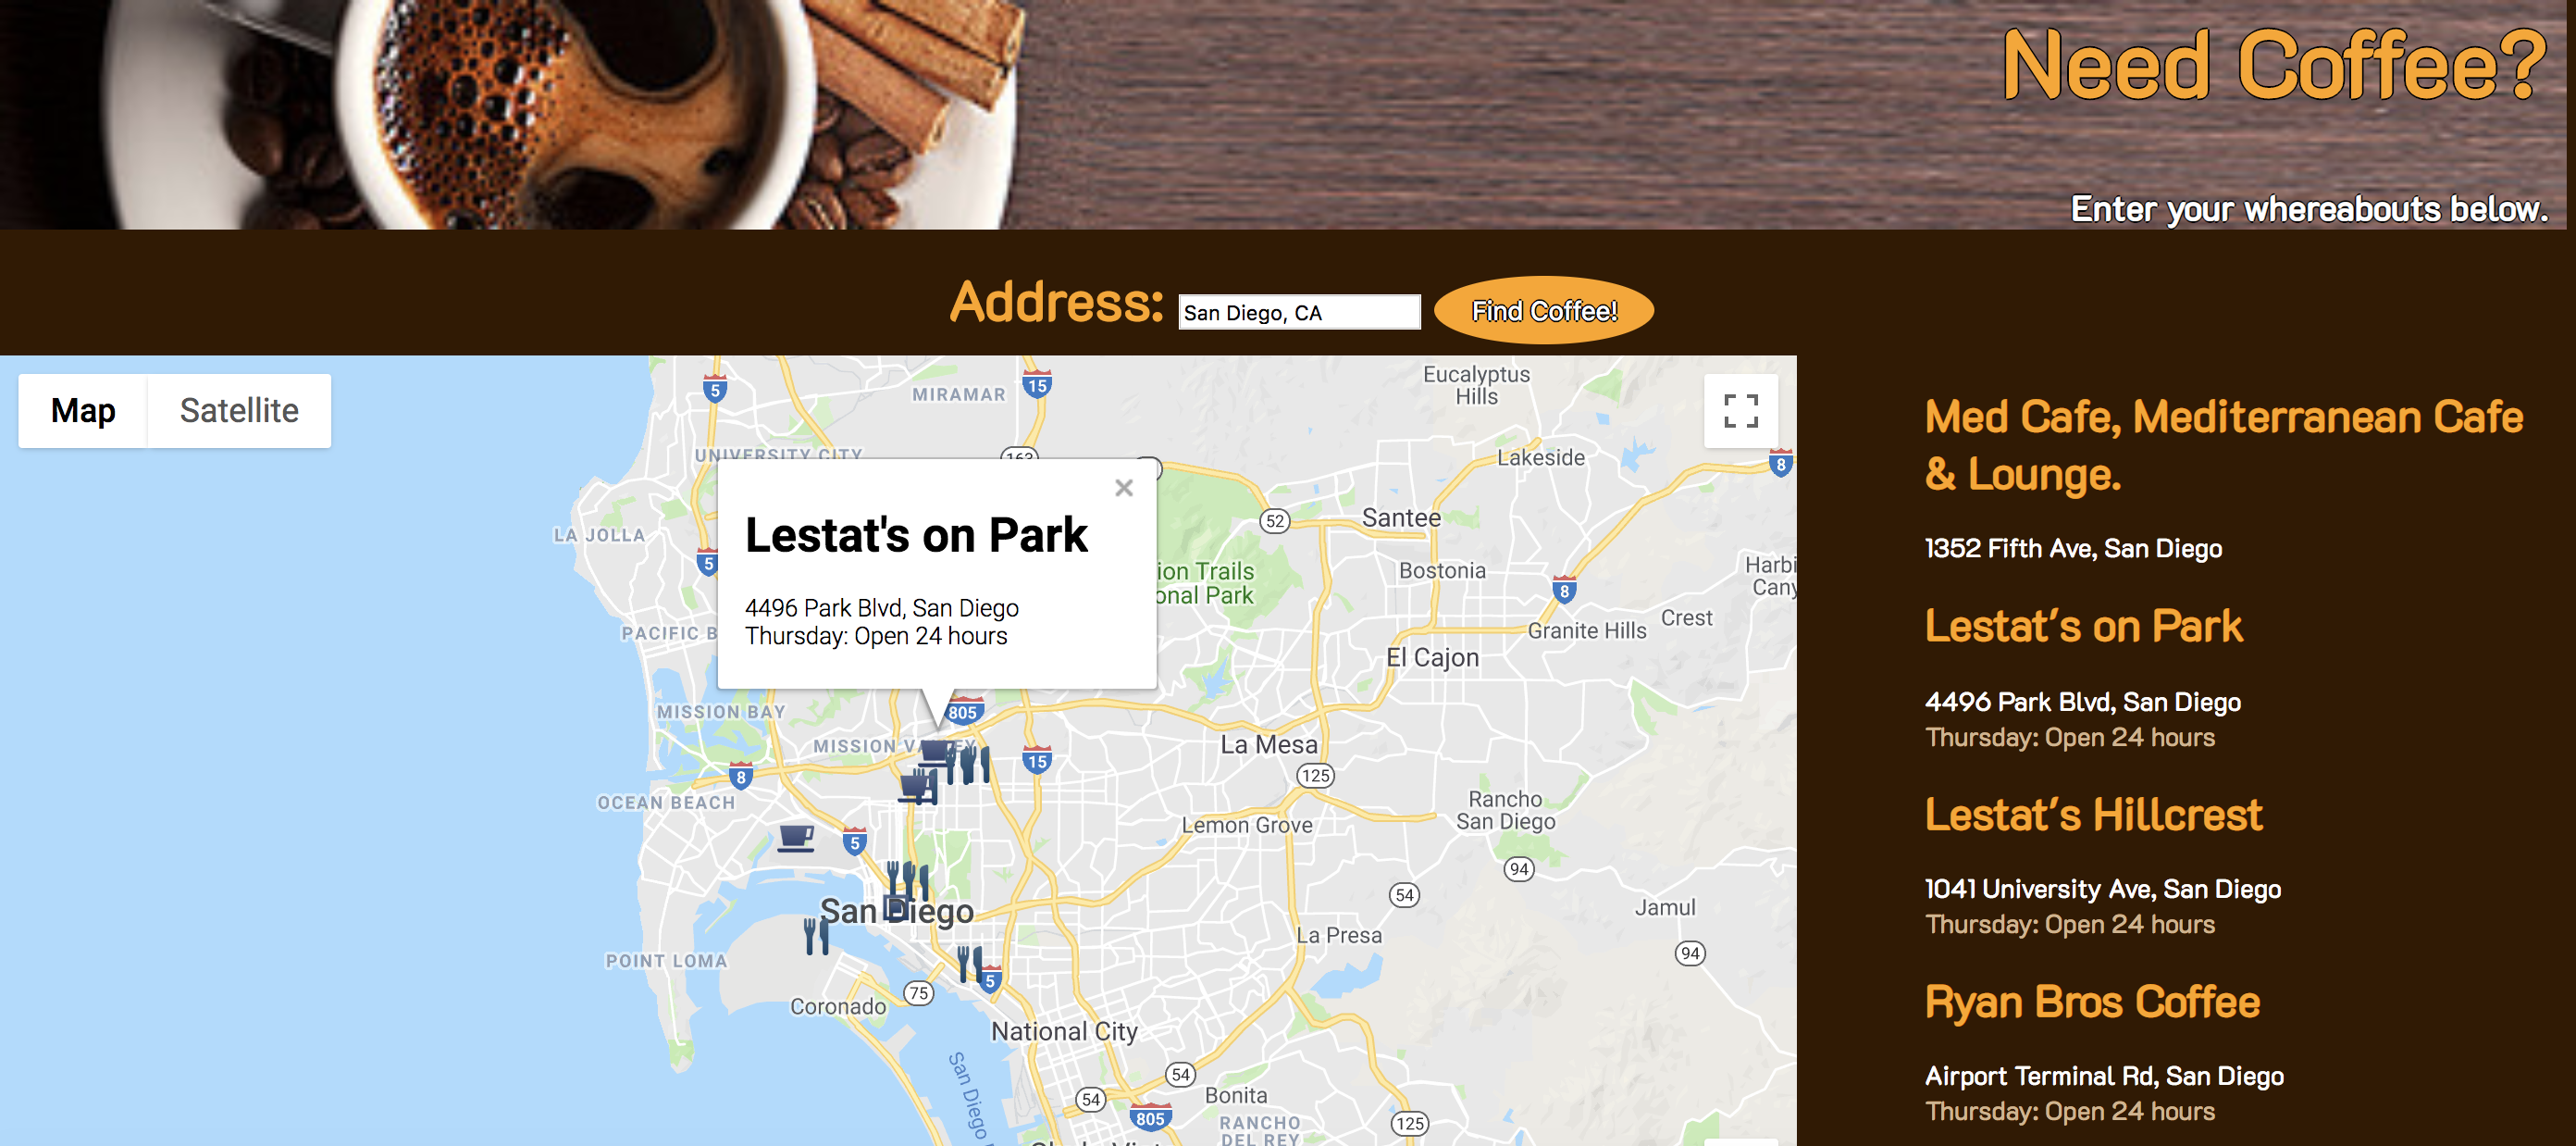 Need Coffee?
Enter your whereabouts below.
Address:
San Diego, CA
Find Coffee!
Map
Satellite
MIRAMAR
5
15
Eucalyptus
Hills
UNIVERSITY CITY
163
Lakeside
8
Lestat's on Park
4496 Park Blvd, San Diego
Thursday: Open 24 hours
LA JOLLA
5
52
Santee
ion Trails
onal Park
Bostonia
8
Harbi
Cany
PACIFIC B
Granite Hills
Crest
El Cajon
MISSION BAY
805
MISSION VA EY
La Mesa
15
8
125
OCEAN BEACH
Rancho
San Diego
Lemon Grove
5
94
54
San Diego
Jamul
La Presa
94
POINT LOMA
5
75
Coronado
National City
San Diego
54
54
Bonita
805
RANCHO
DEL REY
125
Med Cafe, Mediterranean Cafe
& Lounge.
1352 Fifth Ave, San Diego
Lestat's on Park
4496 Park Blvd, San Diego
Thursday: Open 24 hours
Lestat's Hillcrest
1041 University Ave, San Diego
Thursday: Open 24 hours
Ryan Bros Coffee
Airport Terminal Rd, San Diego
Thursday: Open 24 hours